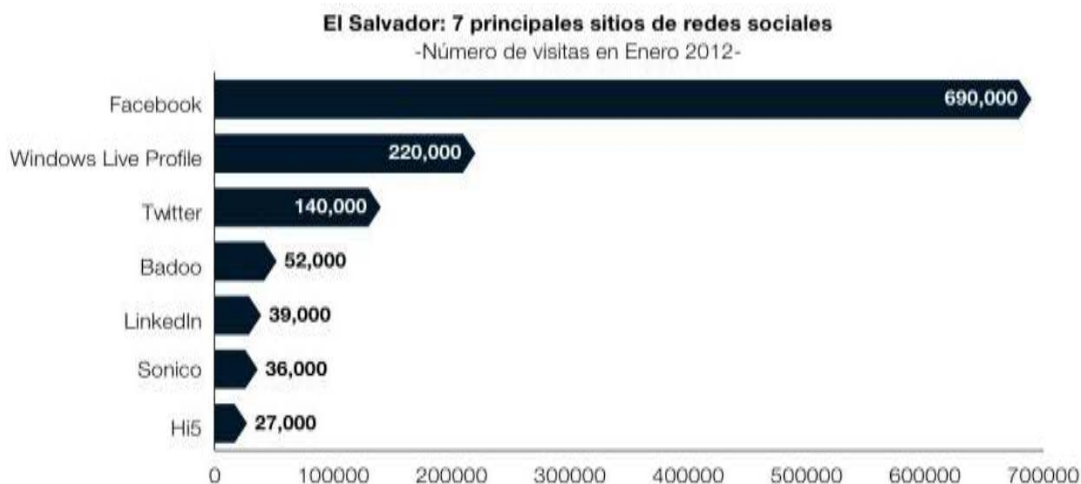 El Salvador: 7 principales sitios de redes sociales
-Número de visitas en Enero 2012-
Facebook 690,000
Windows Live Profile 220,000
Twitter 140,000
Badoo 52,000
LinkedIn 39,000
Sonico 36,000
Hi5 27,000
0 100000 200000 300000 400000 500000 600000 700000